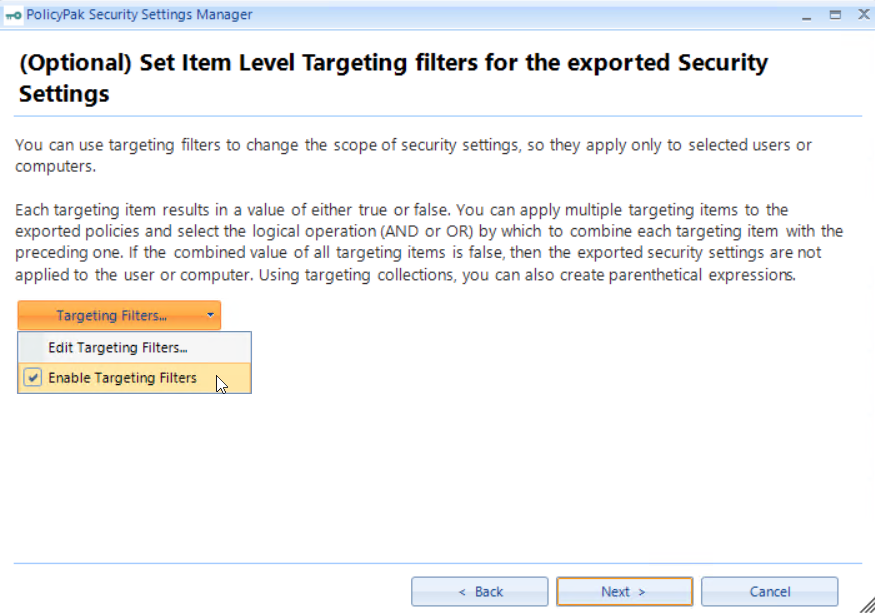 PolicyPak Security Settings Manager
(Optional) Set Item Level Targeting filters for the exported Security
Settings
You can use targeting filters to change the scope of security settings, so they apply only to selected users or
computers.
Each targeting item results in a value of either true or false. You can apply multiple targeting items to the
exported policies and select the logical operation (AND or OR) by which to combine each targeting item with the
preceding one. If the combined value of all targeting items is false, then the exported security settings are not
applied to the user or computer. Using targeting collections, you can also create parenthetical expressions.
Targeting Filters...
Edit Targeting Filters...
Enable Targeting Filters
< Back
Next >
Cancel